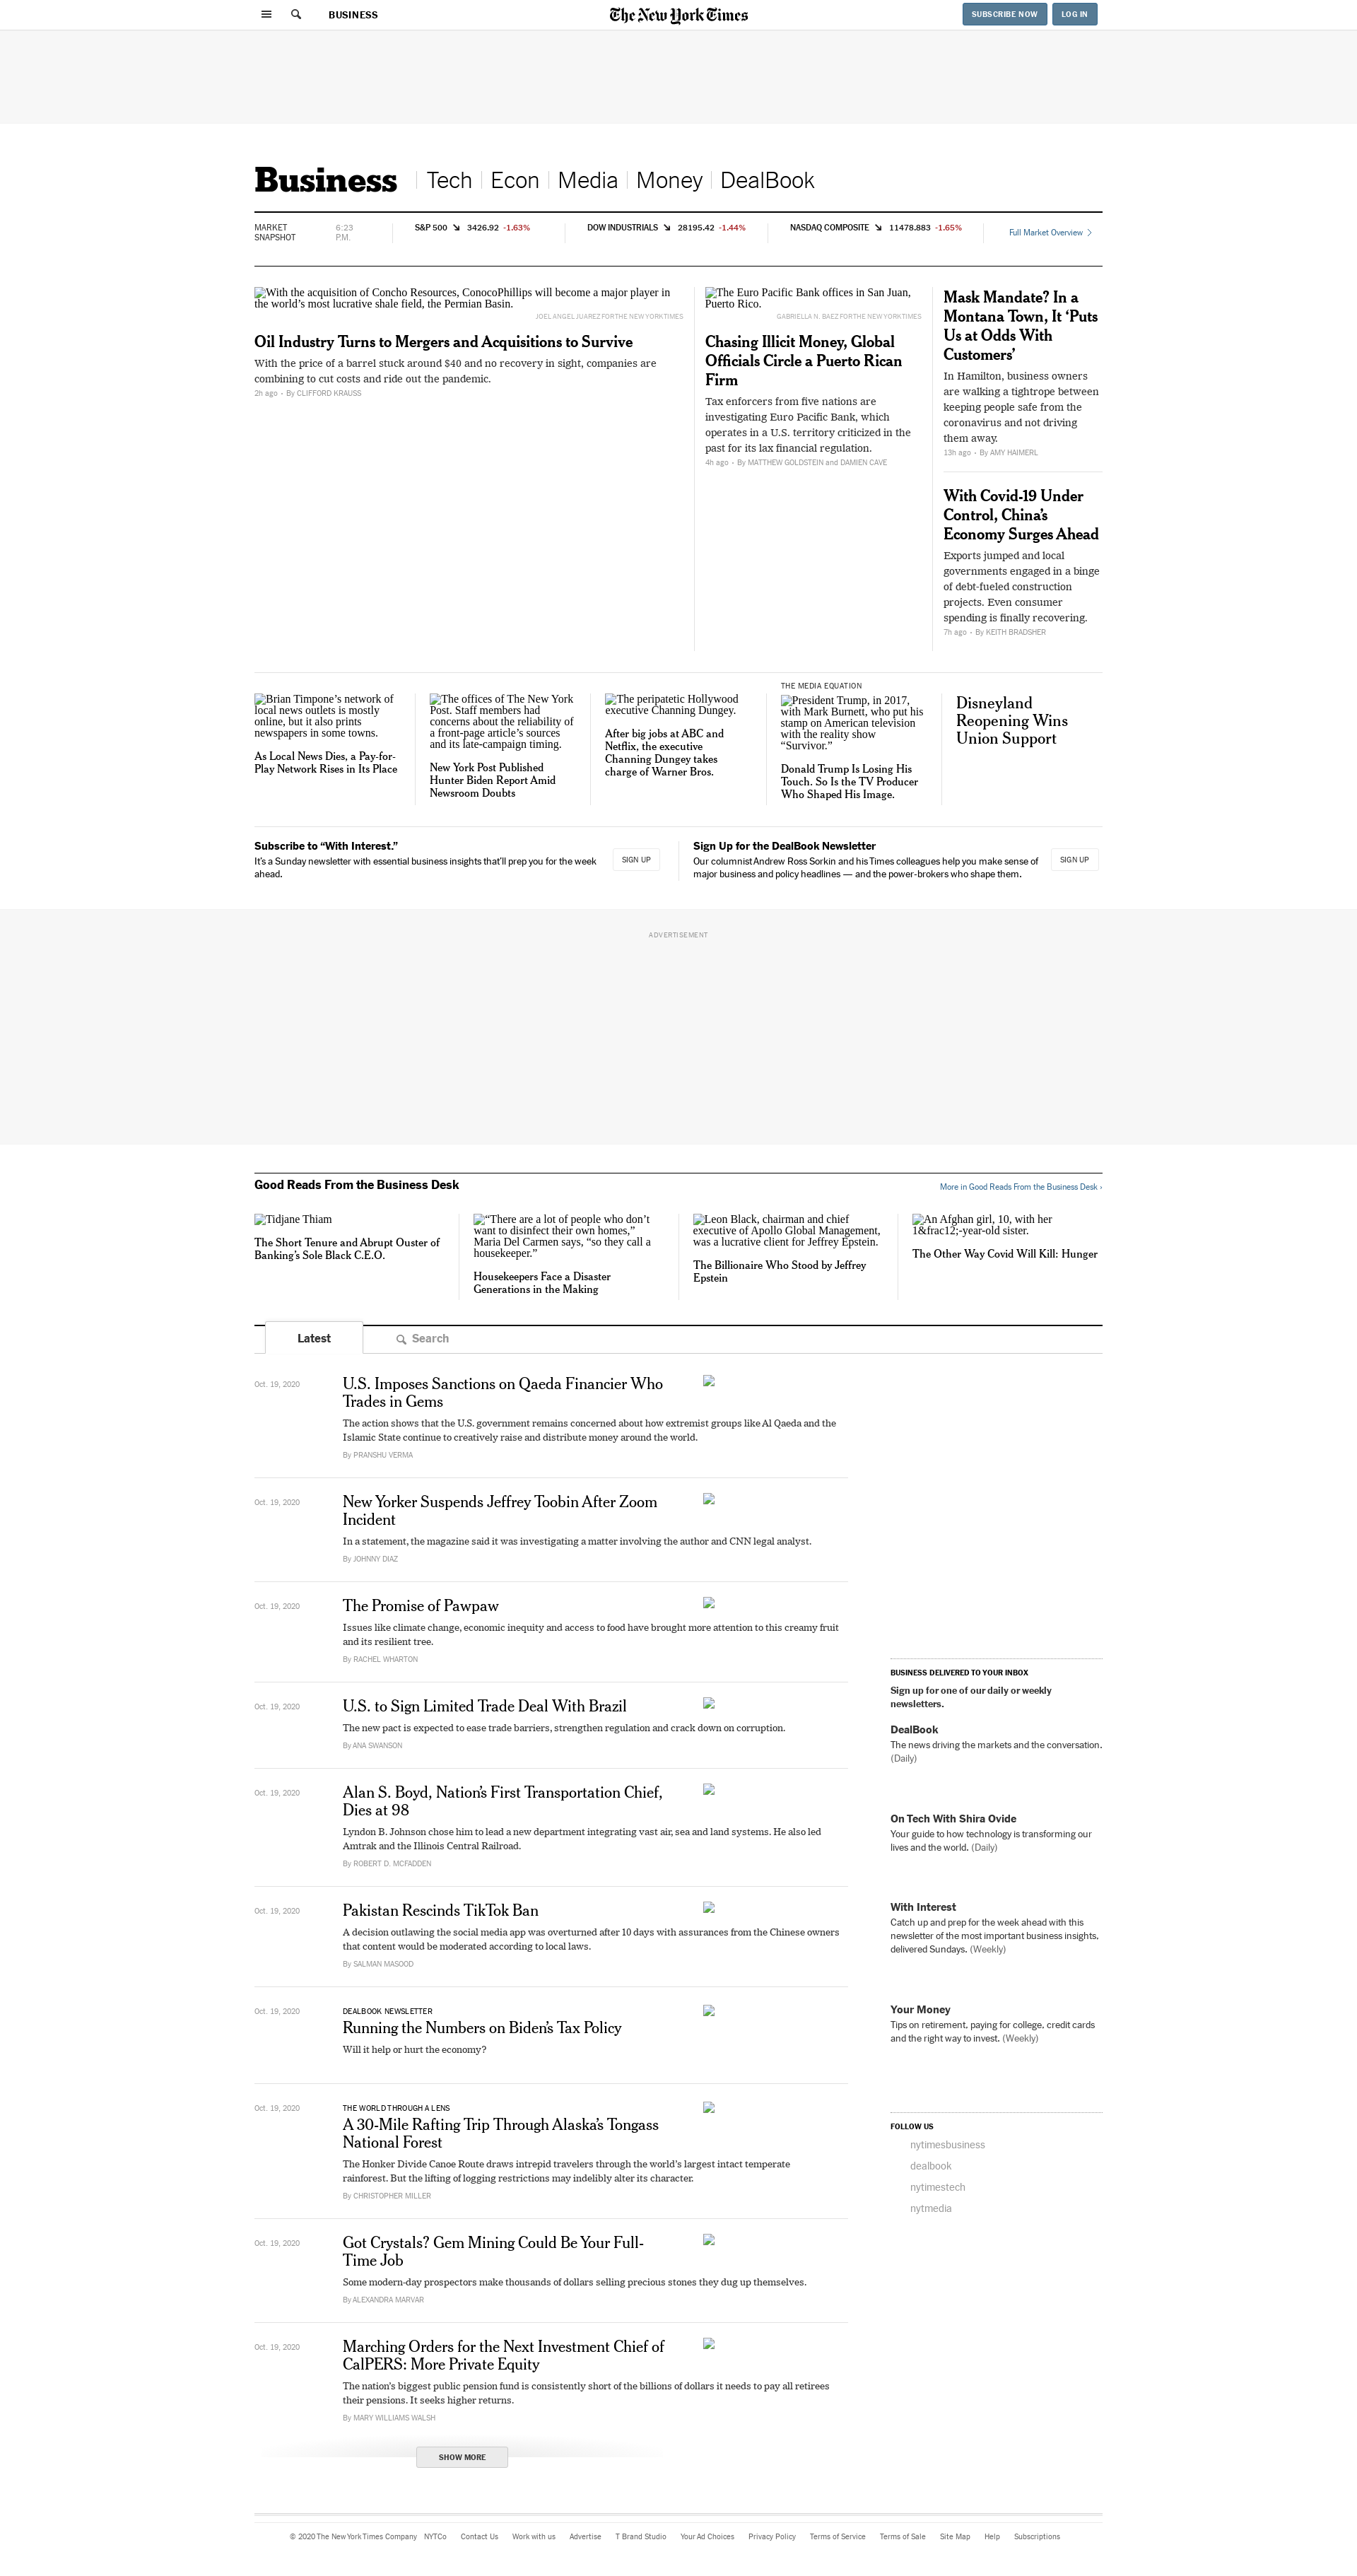 BUSINESS
The New York Times
SUBSCRIBE NOW
LOG IN
Business
Tech
Econ
Media
Money
DealBook
MARKET
SNAPSHOT
6:23
P.M.
S&P 500 3426.92 -1.63%
DOW INDUSTRIALS 28195.42 -1.44%
NASDAQ COMPOSITE 11478.883 -1.65%
Full Market Overview
With the acquisition of Concho Resources, ConocoPhillips will become a major player in
the world’s most lucrative shale field, the Permian Basin.
JOEL ANGEL JUAREZ FOR THE NEW YORK TIMES
Oil Industry Turns to Mergers and Acquisitions to Survive
With the price of a barrel stuck around $40 and no recovery in sight, companies are
combining to cut costs and ride out the pandemic.
2h ago • By CLIFFORD KRAUSS
The Euro Pacific Bank offices in San Juan,
Puerto Rico.
GABRIELLA N. BAEZ FOR THE NEW YORK TIMES
Chasing Illicit Money, Global
Officials Circle a Puerto Rican
Firm
Tax enforcers from five nations are
investigating Euro Pacific Bank, which
operates in a U.S. territory criticized in the
past for its lax financial regulation.
4h ago • By MATTHEW GOLDSTEIN and DAMIEN CAVE
Mask Mandate? In a
Montana Town, It ‘Puts
Us at Odds With
Customers’
In Hamilton, business owners
are walking a tightrope between
keeping people safe from the
coronavirus and not driving
them away.
13h ago • By AMY HAIMERL
With Covid-19 Under
Control, China’s
Economy Surges Ahead
Exports jumped and local
governments engaged in a binge
of debt-fueled construction
projects. Even consumer
spending is finally recovering.
7h ago • By KEITH BRADSHER
Brian Timpone’s network of
local news outlets is mostly
online, but it also prints
newspapers in some towns.
As Local News Dies, a Pay-for-
Play Network Rises in Its Place
The offices of The New York
Post. Staff members had
concerns about the reliability of
a front-page article’s sources
and its late-campaign timing.
New York Post Published
Hunter Biden Report Amid
Newsroom Doubts
The peripatetic Hollywood
executive Channing Dungey.
After big jobs at ABC and
Netflix, the executive
Channing Dungey takes
charge of Warner Bros.
THE MEDIA EQUATION
President Trump, in 2017,
with Mark Burnett, who put his
stamp on American television
with the reality show
“Survivor.”
Donald Trump Is Losing His
Touch. So Is the TV Producer
Who Shaped His Image.
Disneyland
Reopening Wins
Union Support
Subscribe to “With Interest.”
It’s a Sunday newsletter with essential business insights that’ll prep you for the week
ahead.
SIGN UP
Sign Up for the DealBook Newsletter
Our columnist Andrew Ross Sorkin and his Times colleagues help you make sense of
major business and policy headlines — and the power-brokers who shape them.
SIGN UP
ADVERTISEMENT
Good Reads From the Business Desk
More in Good Reads From the Business Desk ›
Tidjane Thiam
The Short Tenure and Abrupt Ouster of
Banking’s Sole Black C.E.O.
“There are a lot of people who don’t
want to disinfect their own homes,”
Maria Del Carmen says, “so they call a
housekeeper.”
Housekeepers Face a Disaster
Generations in the Making
Leon Black, chairman and chief
executive of Apollo Global Management,
was a lucrative client for Jeffrey Epstein.
The Billionaire Who Stood by Jeffrey
Epstein
An Afghan girl, 10, with her
1&frac12;-year-old sister.
The Other Way Covid Will Kill: Hunger
Latest
Search
Oct. 19, 2020
U.S. Imposes Sanctions on Qaeda Financier Who
Trades in Gems
The action shows that the U.S. government remains concerned about how extremist groups like Al Qaeda and the
Islamic State continue to creatively raise and distribute money around the world.
By PRANSHU VERMA
Oct. 19, 2020
New Yorker Suspends Jeffrey Toobin After Zoom
Incident
In a statement, the magazine said it was investigating a matter involving the author and CNN legal analyst.
By JOHNNY DIAZ
Oct. 19, 2020
The Promise of Pawpaw
Issues like climate change, economic inequity and access to food have brought more attention to this creamy fruit
and its resilient tree.
By RACHEL WHARTON
Oct. 19, 2020
U.S. to Sign Limited Trade Deal With Brazil
The new pact is expected to ease trade barriers, strengthen regulation and crack down on corruption.
By ANA SWANSON
Oct. 19, 2020
Alan S. Boyd, Nation’s First Transportation Chief,
Dies at 98
Lyndon B. Johnson chose him to lead a new department integrating vast air, sea and land systems. He also led
Amtrak and the Illinois Central Railroad.
By ROBERT D. MCFADDEN
Oct. 19, 2020
Pakistan Rescinds TikTok Ban
A decision outlawing the social media app was overturned after 10 days with assurances from the Chinese owners
that content would be moderated according to local laws.
By SALMAN MASOOD
Oct. 19, 2020
DEALBOOK NEWSLETTER
Running the Numbers on Biden’s Tax Policy
Will it help or hurt the economy?
Oct. 19, 2020
THE WORLD THROUGH A LENS
A 30-Mile Rafting Trip Through Alaska’s Tongass
National Forest
The Honker Divide Canoe Route draws intrepid travelers through the world’s largest intact temperate
rainforest. But the lifting of logging restrictions may indelibly alter its character.
By CHRISTOPHER MILLER
Oct. 19, 2020
Got Crystals? Gem Mining Could Be Your Full-
Time Job
Some modern-day prospectors make thousands of dollars selling precious stones they dug up themselves.
By ALEXANDRA MARVAR
Oct. 19, 2020
Marching Orders for the Next Investment Chief of
CalPERS: More Private Equity
The nation’s biggest public pension fund is consistently short of the billions of dollars it needs to pay all retirees
their pensions. It seeks higher returns.
By MARY WILLIAMS WALSH
SHOW MORE
BUSINESS DELIVERED TO YOUR INBOX
Sign up for one of our daily or weekly
newsletters.
DealBook
The news driving the markets and the conversation.
(Daily)
On Tech With Shira Ovide
Your guide to how technology is transforming our
lives and the world. (Daily)
With Interest
Catch up and prep for the week ahead with this
newsletter of the most important business insights,
delivered Sundays. (Weekly)
Your Money
Tips on retirement, paying for college, credit cards
and the right way to invest. (Weekly)
FOLLOW US
nytimesbusiness
dealbook
nytimestech
nytmedia
© 2020 The New York Times Company NYTCo Contact Us Work with us Advertise T Brand Studio Your Ad Choices Privacy Policy Terms of Service Terms of Sale Site Map Help Subscriptions